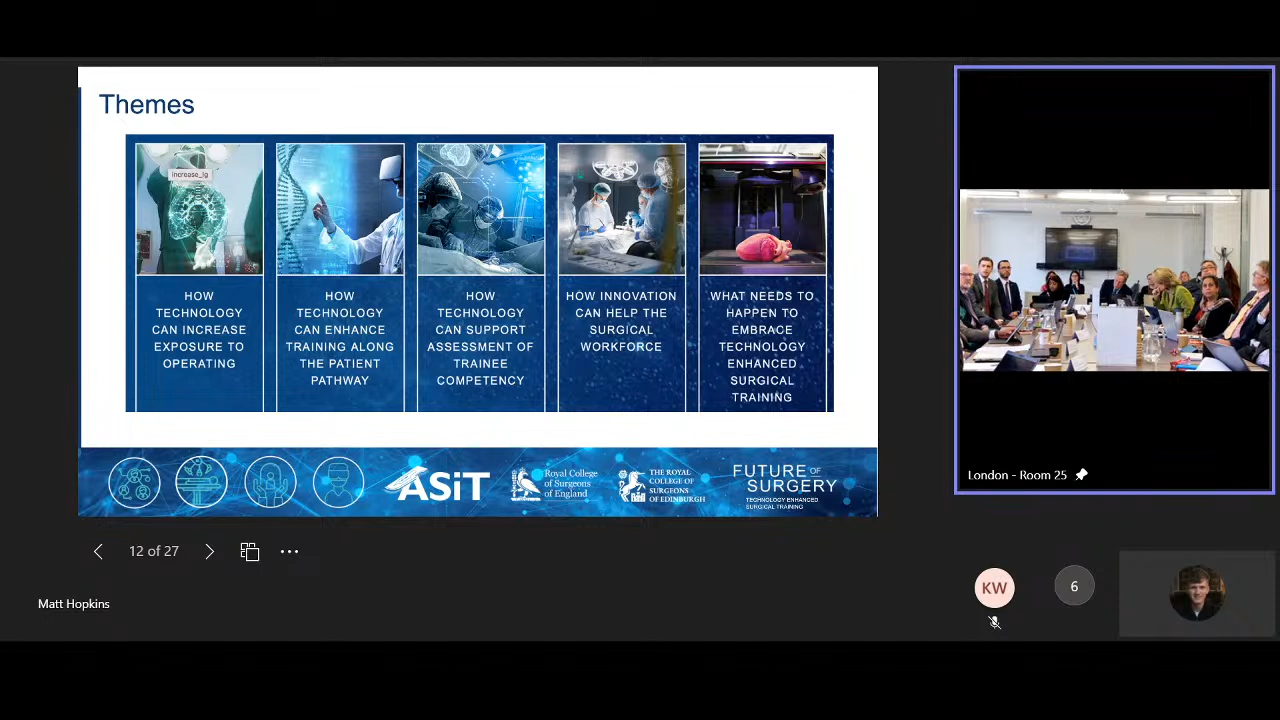 Themes
increase_lg
HOW
TECHNOLOGY
CAN INCREASE
EXPOSURE TO
OPERATING
HOW
TECHNOLOGY
CAN ENHANCE
TRAINING ALONG
THE PATIENT
PATHWAY
HOW
TECHNOLOGY
CAN SUPPORT
ASSESSMENT OF
TRAINEE
COMPETENCY
HOW INNOVATION
CAN HELP THE
SURGICAL
WORKFORCE
WHAT NEEDS TO
HAPPEN TO
EMBRACE
TECHNOLOGY
ENHANCED
SURGICAL
TRAINING
ASiT
Royal College
of Surgeons
of England
THE ROYAL
COLLEGE OF
SURGEONS
OF EDINBURGH
FUTURE OF
SURGERY
TECHNOLOGY ENHANCED
SURGICAL TRAINING
London - Room 25
12 of 27
KW
6
Matt Hopkins